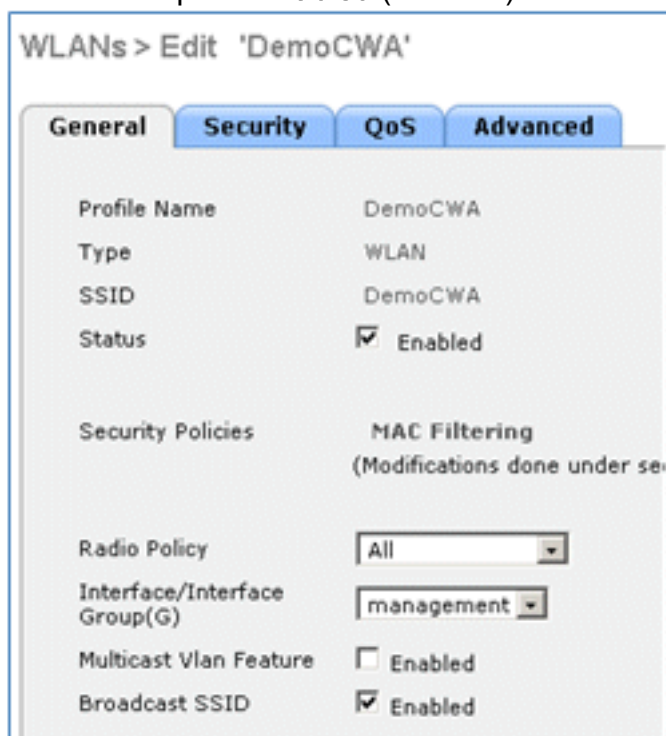 WLANs > Edit 'DemoCWA'
General Security QoS Advanced
Profile Name DemoCWA
Type WLAN
SSID DemoCWA
Status Enabled
Security Policies MAC Filtering
(Modifications done under se
Radio Policy All
Interface/Interface
Group(G) management
Multicast Vlan Feature Enabled
Broadcast SSID Enabled